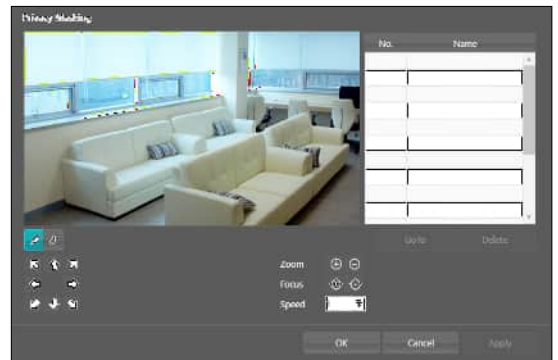 Privacy Masking
No. Name
Go to Delete
Zoom
Focus
Speed
OK Cancel Apply